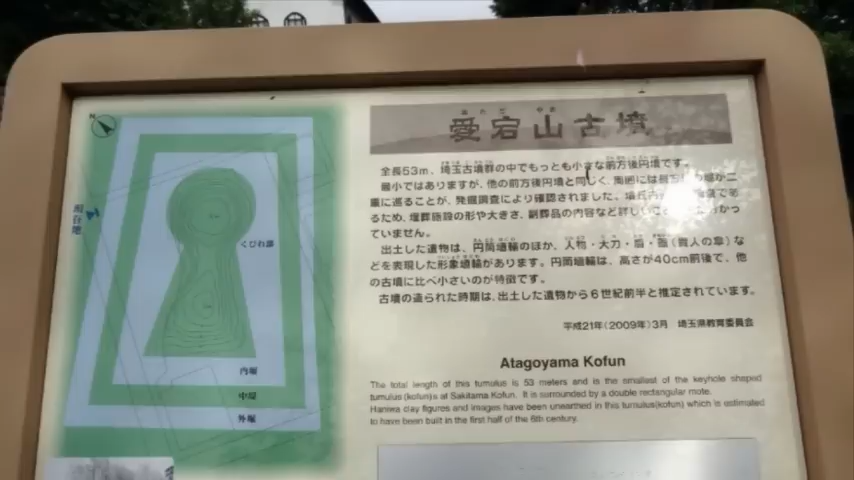 愛宕山古墳
全長53m、埼玉古墳群の中でもっとも小さな前方後円墳です。
最小ではありますが、他の前方後円墳と同じく、周囲には長方形の堀が二
重に巡ることが、発掘調査により確認されました。
るため、埋葬施設の形や大きさ、副葬品の内容など詳しいこと
ていません。
出土した遺物は、円筒埴輪のほか、人物・大刀・盾・蓋(貴人の傘)な
どを表現した形象埴輪があります。円筒埴輪は、高さが40cm前後で、他
の古墳に比べ小さいのが特徴です。
古墳の造られた時期は、出土した遺物から6世紀前半と推定されています。
平成21年(2009年)3月 埼玉県教育委員会
Atagoyama Kofun
The total length of this tumulus is 53 meters and is the smallest of the keyhole shaped
tumulus(kofun)s at Sakitama Kofun. It is surrounded by a double rectangular mote.
Haniwa clay figures and images have been unearthed in this tumulus(kofun) which is estimated
to have been built in the first half of the 6th century.
N
現在地
くびれ部
内堀
中堤
外堀